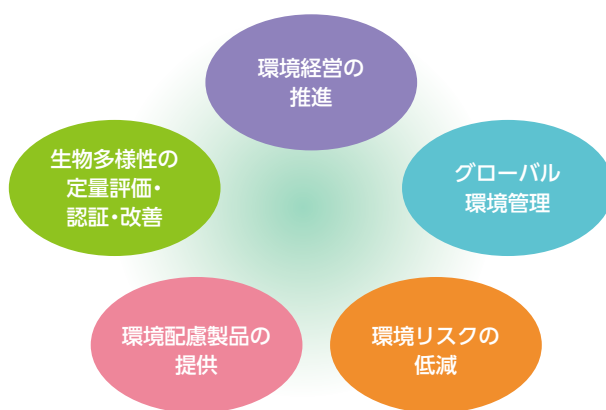 環境経営の
推進
生物多様性の
定量評価・
認証・改善
グローバル
環境管理
環境配慮製品の
提供
環境リスクの
低減